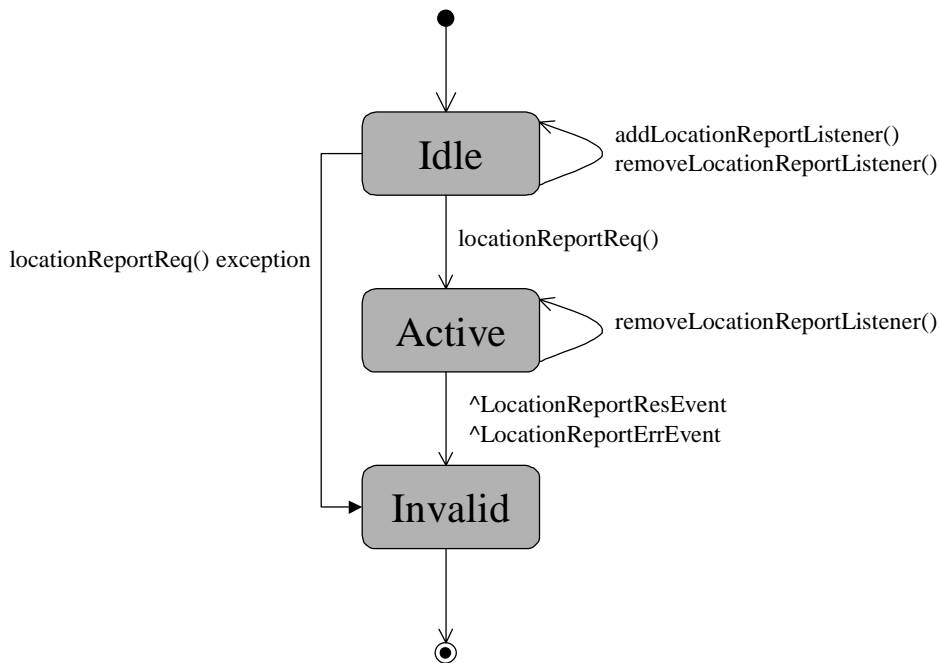 Idle
addLocationReportListener()
removeLocationReportListener()
locationReportReq()
locationReportReq() exception
Active
removeLocationReportListener()
^LocationReportResEvent
^LocationReportErrEvent
Invalid